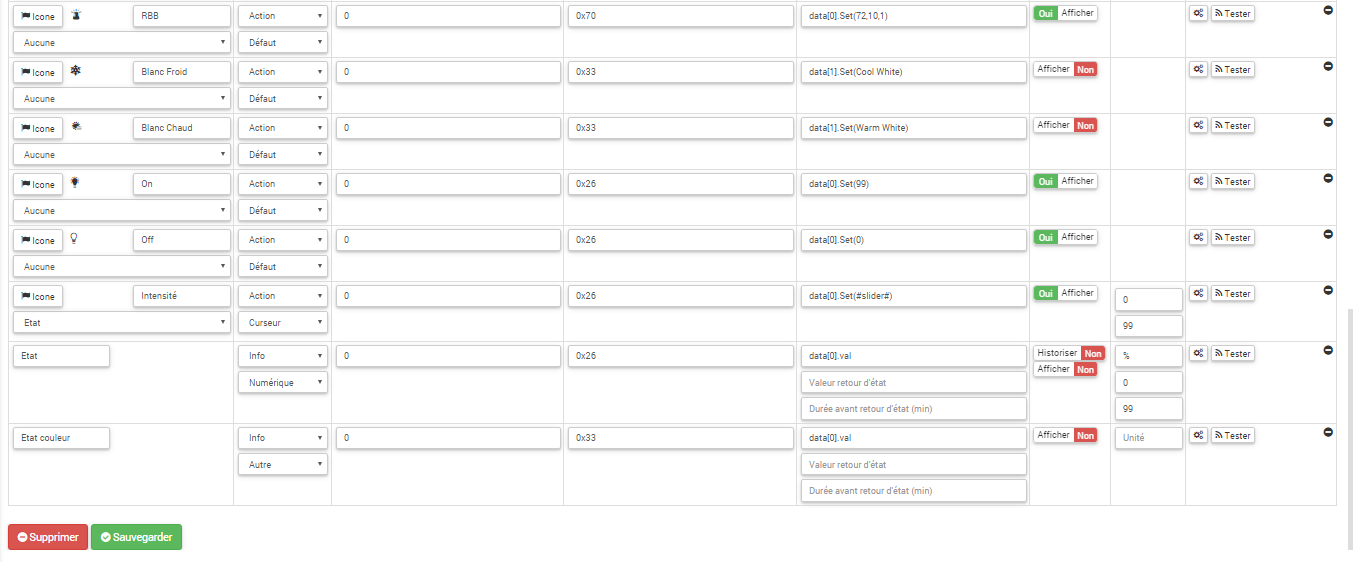 Icone RBB Action 0 0x70 data[0].Set(72,10,1) Oui Afficher Tester
Aucune Défaut
Icone Blanc Froid Action 0 0x33 data[1].Set(Cool White) Afficher Non Tester
Aucune Défaut
Icone Blanc Chaud Action 0 0x33 data[1].Set(Warm White) Afficher Non Tester
Aucune Défaut
Icone On Action 0 0x26 data[0].Set(99) Oui Afficher Tester
Aucune Défaut
Icone Off Action 0 0x26 data[0].Set(0) Oui Afficher Tester
Aucune Défaut
Icone Intensité Action 0 0x26 data[0].Set(#slider#) Oui Afficher 0 Tester
Etat Curseur 99
Etat Info 0 0x26 data[0].val Historiser Non % Tester
Afficher Non
Numérique Valeur retour d'état 0
Durée avant retour d'état (min) 99
Etat couleur Info 0 0x33 data[0].val Afficher Non Unité Tester
Autre Valeur retour d'état
Durée avant retour d'état (min)
Supprimer Sauvegarder